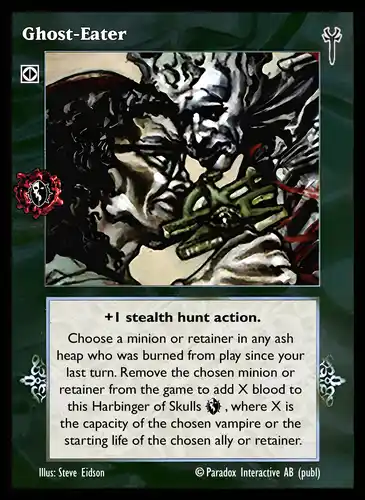 Ghost-Eater
+1 stealth hunt action.
Choose a minion or retainer in any ash
heap who was burned from play since your
last turn. Remove the chosen minion or
retainer from the game to add X blood to
this Harbinger of Skulls , where X is
the capacity of the chosen vampire or the
starting life of the chosen ally or retainer.
Illus: Steve Eidson
© Paradox Interactive AB (publ)